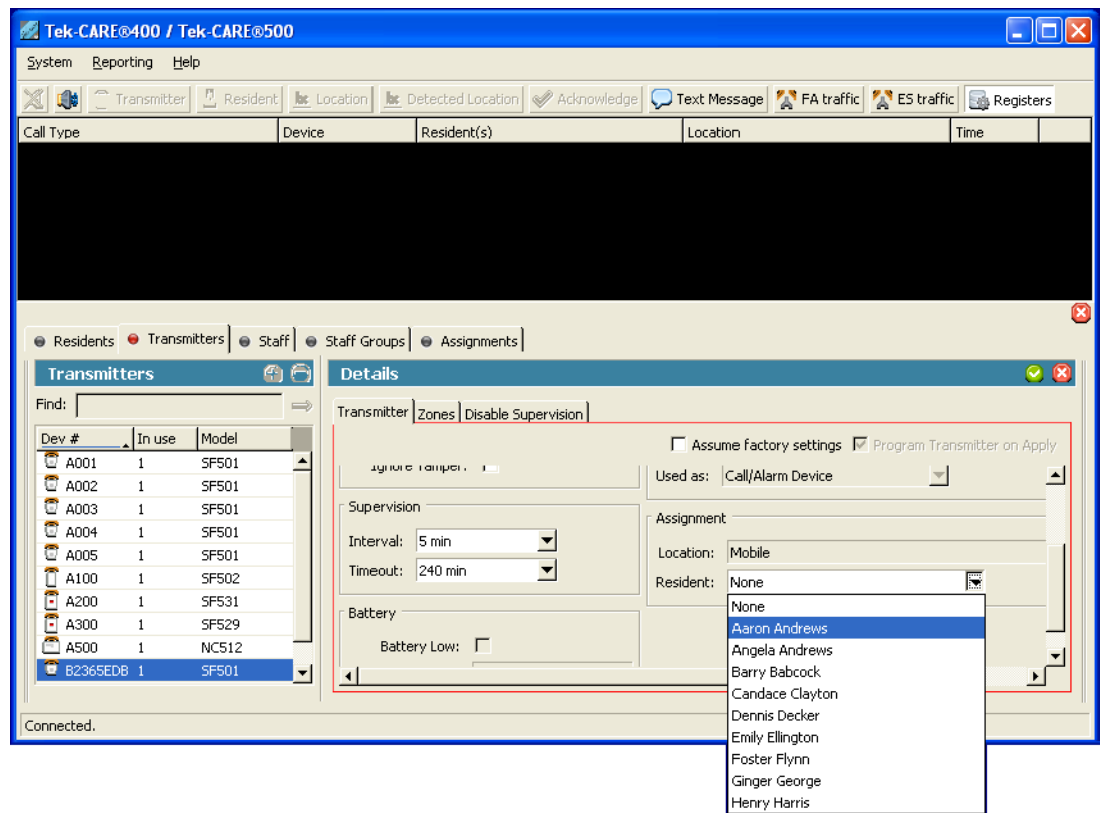 Tek-CARE®400 / Tek-CARE®500
System Reporting Help
Transmitter Resident Location Detected Location Acknowledge Text Message FA traffic ES traffic Registers
Call Type Device Resident(s) Location Time
Residents Transmitters Staff Staff Groups Assignments
Transmitters
Find:
Dev # In use Model
A001 1 SF501
A002 1 SF501
A003 1 SF501
A004 1 SF501
A005 1 SF501
A100 1 SF502
A200 1 SF531
A300 1 SF529
A500 1 NC512
B2365EDB 1 SF501
Details
Transmitter Zones Disable Supervision
Assume factory settings Program Transmitter on Apply
Ignore Tamper:
Used as: Call/Alarm Device
Supervision
Interval: 5 min
Timeout: 240 min
Assignment
Location: Mobile
Resident: None
Battery
Battery Low:
None
Aaron Andrews
Angela Andrews
Barry Babcock
Candace Clayton
Dennis Decker
Emily Ellington
Foster Flynn
Ginger George
Henry Harris
Connected.